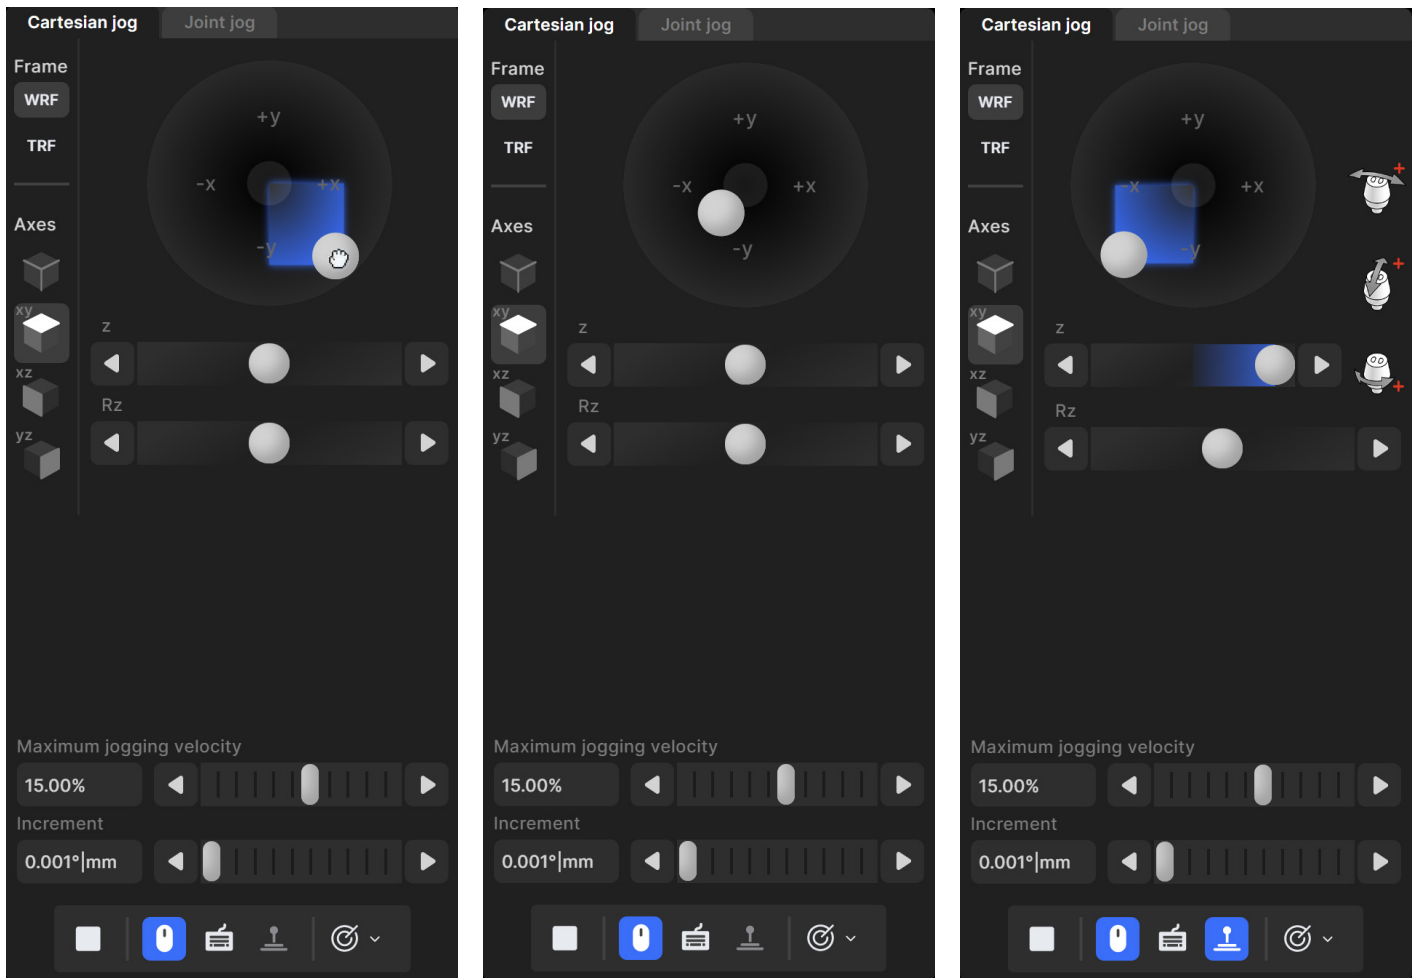 Cartesian jog
Joint jog
Frame
WRF
TRF
Axes
xy
xz
yz
+y
-x
+x
-y
z
Rz
Maximum jogging velocity
15.00%
Increment
0.001°|mm
Cartesian jog
Joint jog
Frame
WRF
TRF
Axes
xy
xz
yz
+y
-x
+x
-y
z
Rz
Maximum jogging velocity
15.00%
Increment
0.001°|mm
Cartesian jog
Joint jog
Frame
WRF
TRF
Axes
xy
xz
yz
+y
-x
+x
-y
z
Rz
+
+
+
Maximum jogging velocity
15.00%
Increment
0.001°|mm